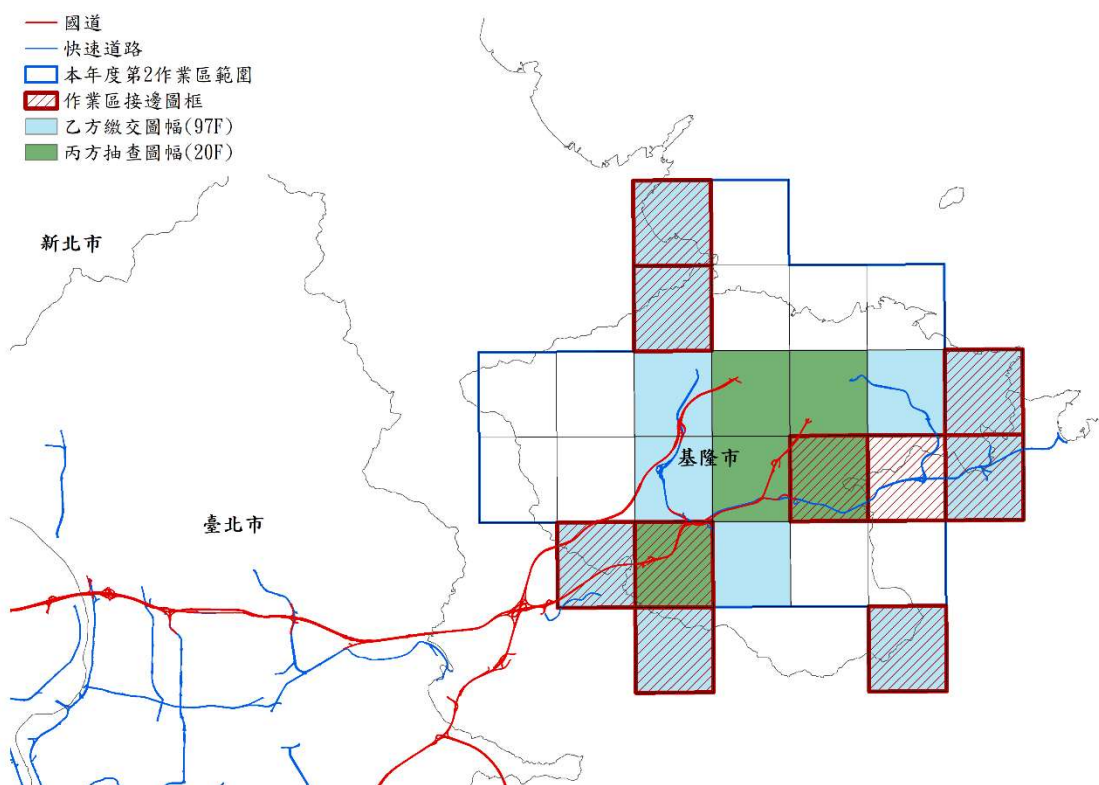 國道
快速道路
本年度第2作業區範圍
作業區接邊圖框
乙方繳交圖幅(97F)
丙方抽查圖幅(20F)
新北市
基隆市
臺北市